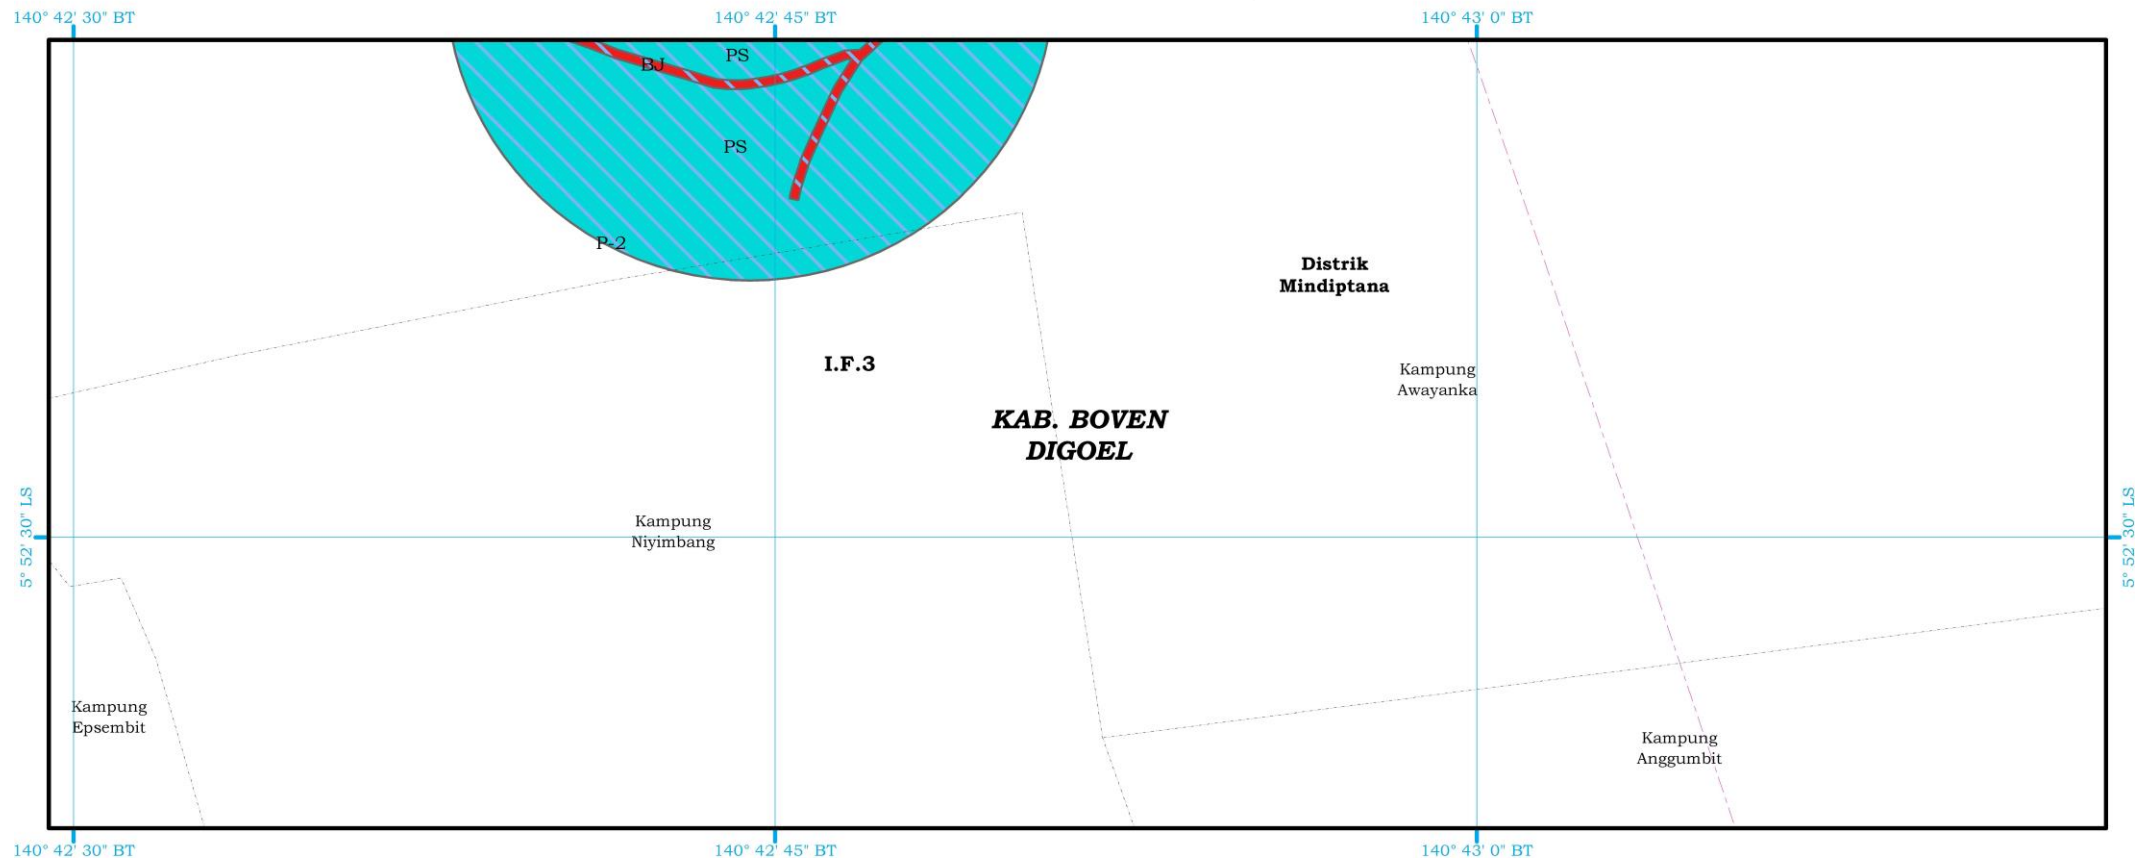 140° 42' 30" BT
140° 42' 45" BT
140° 43' 0" BT
PS
BJ
PS
P-2
Distrik
Mindiptana
I.F.3
Kampung
Awayanka
KAB. BOVEN
DIGOEL
5° 52' 30" LS
5° 52' 30" LS
Kampung
Niyimbang
Kampung
Epsembit
Kampung
Anggumbit
140° 42' 30" BT
140° 42' 45" BT
140° 43' 0" BT